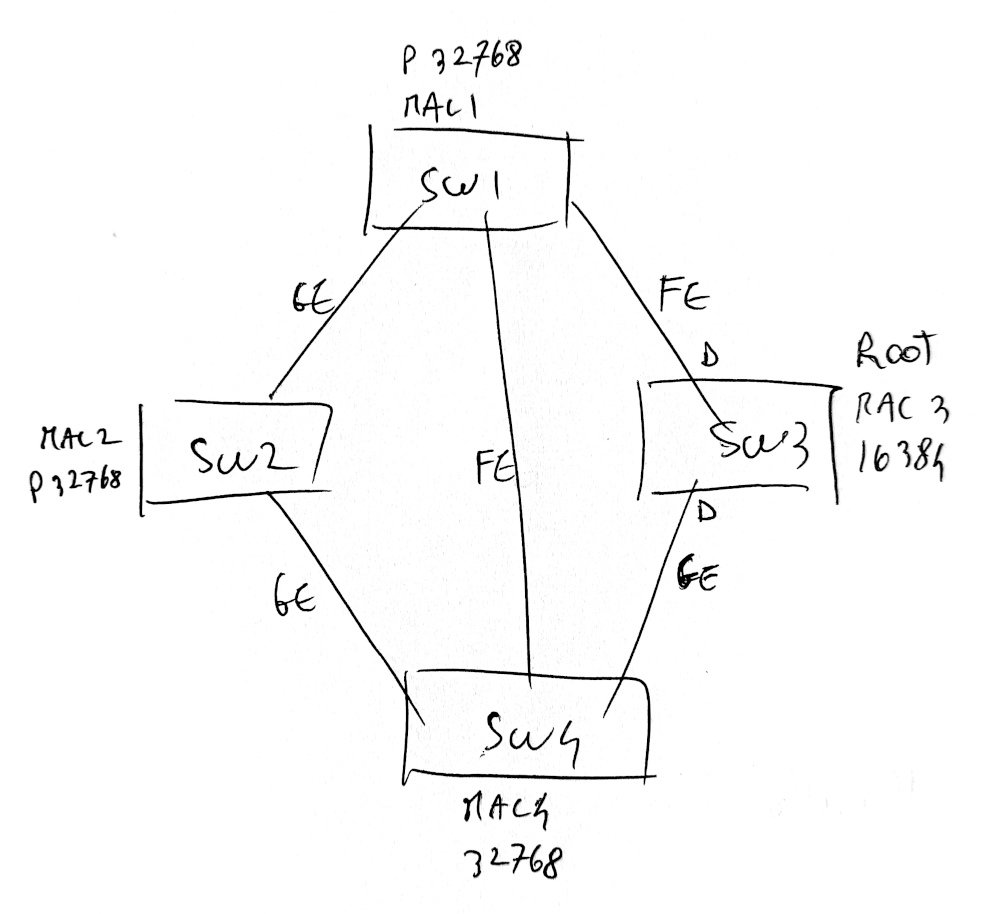 P 32768
MAC1
SW1
GE
FE
D
Root
MAC 3
16384
MAC2
P 32768
SW2
FE
SW3
D
GE
GE
SW4
MAC4
32768